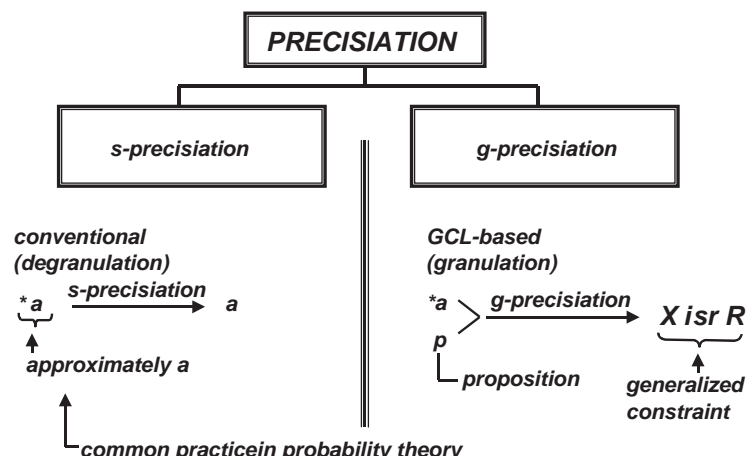 PRECISIATION
s-precisiation
g-precisiation
conventional
(degranulation)
*a
s-precisiation
a
approximately a
common practicein probability theory
GCL-based
(granulation)
*a
p
g-precisiation
X isr R
proposition
generalized
constraint